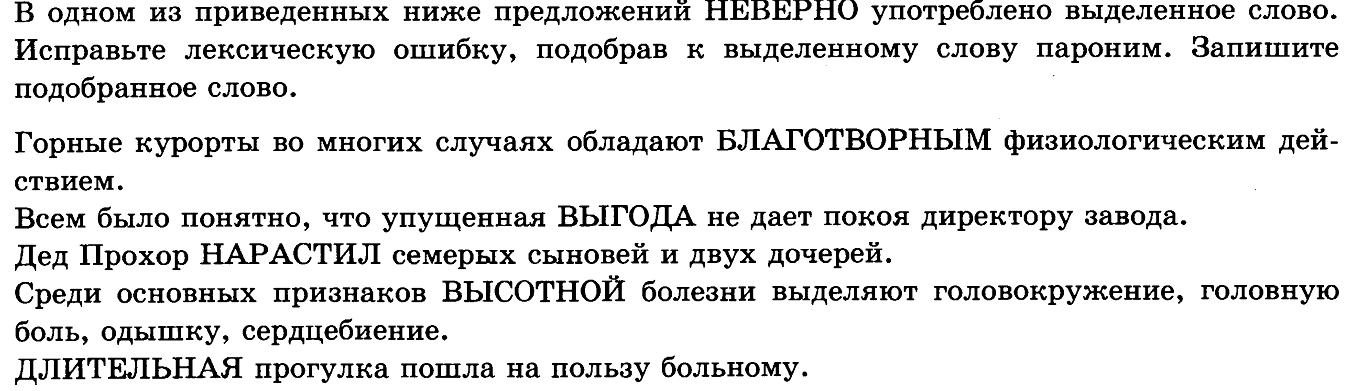 В одном из приведенных ниже предложений НЕВЕРНО употреблено выделенное слово.
Исправьте лексическую ошибку, подобрав к выделенному слову пароним. Запишите
подобранное слово.
Горные курорты во многих случаях обладают БЛАГОТВОРНЫМ физиологическим дей-
ствием.
Всем было понятно, что упущенная ВЫГОДА не дает покоя директору завода.
Дед Прохор НАРАСТИЛ семерых сыновей и двух дочерей.
Среди основных признаков ВЫСОТНОЙ болезни выделяют головокружение, головную
боль, одышку, сердцебиение.
ДЛИТЕЛЬНАЯ прогулка пошла на пользу больному.